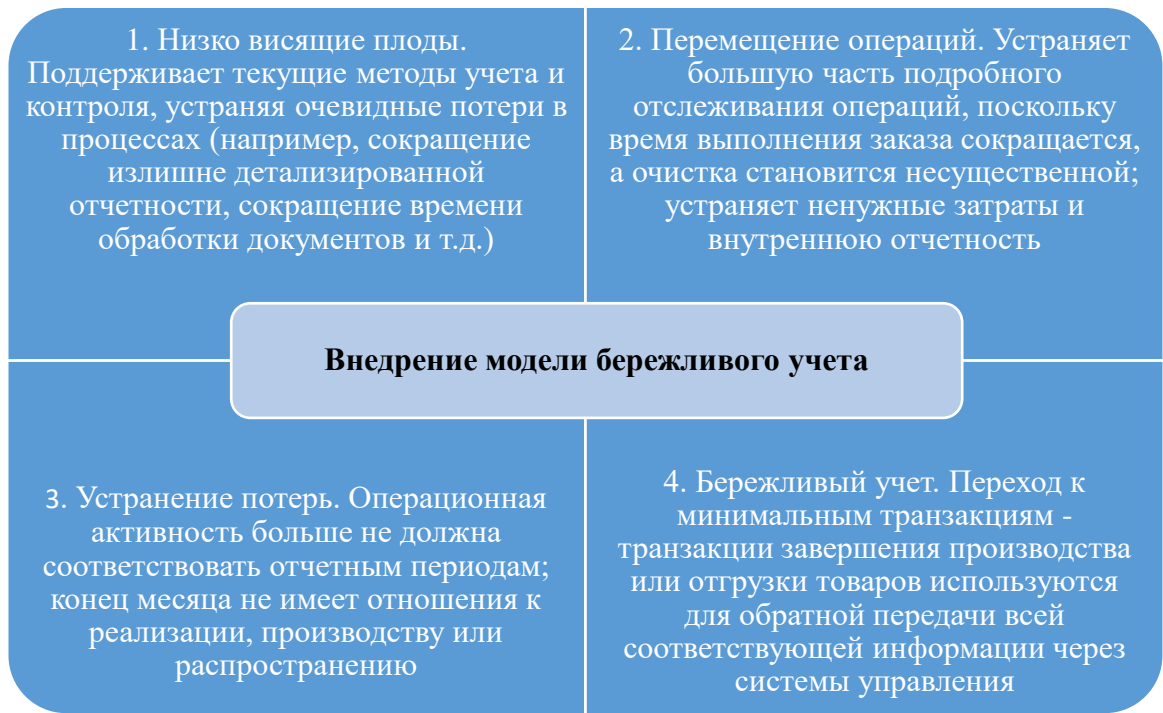 1. Низко висящие плоды.
Поддерживает текущие методы учета и
контроля, устраняя очевидные потери в
процессах (например, сокращение
излишне детализированной
отчетности, сокращение времени
обработки документов и т.д.)
2. Перемещение операций. Устраняет
большую часть подробного
отслеживания операций, поскольку
время выполнения заказа сокращается,
а очистка становится несущественной;
устраняет ненужные затраты и
внутреннюю отчетность
Внедрение модели бережливого учета
3. Устранение потерь. Операционная
активность больше не должна
соответствовать отчетным периодам;
конец месяца не имеет отношения к
реализации, производству или
распространению
4. Бережливый учет. Переход к
минимальным транзакциям -
транзакции завершения производства
или отгрузки товаров используются
для обратной передачи всей
соответствующей информации через
системы управления